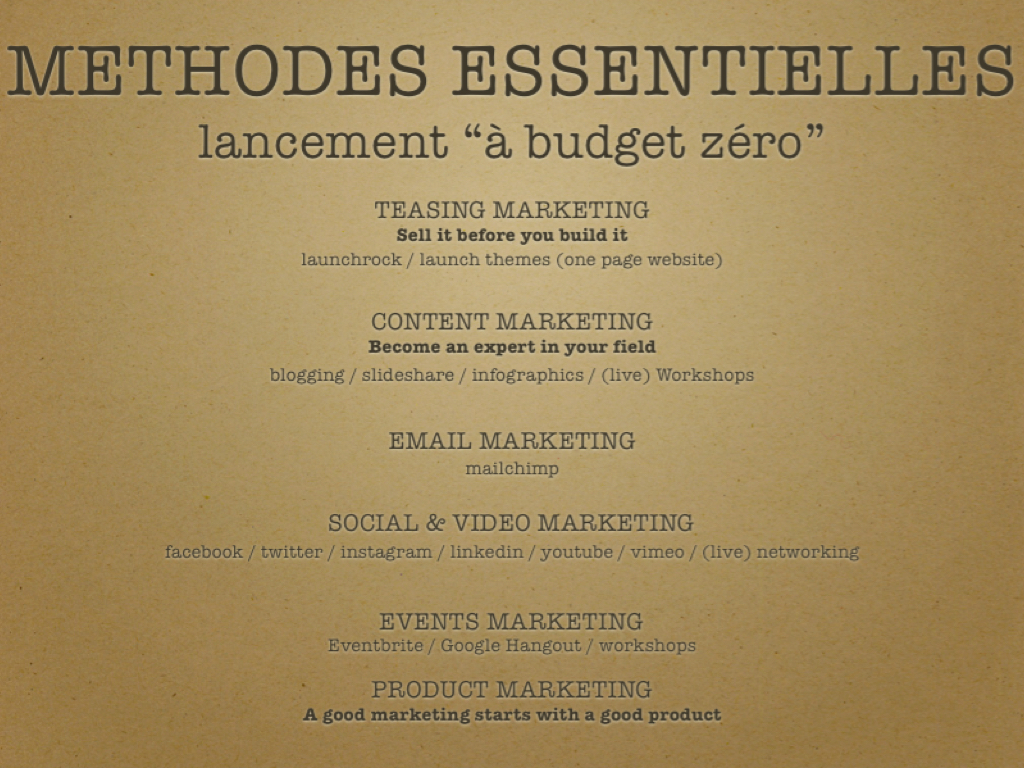 METHODES ESSENTIELLES
lancement “à budget zéro”
TEASING MARKETING
Sell it before you build it
launchrock / launch themes (one page website)
CONTENT MARKETING
Become an expert in your field
blogging / slideshare / infographics / (live) Workshops
EMAIL MARKETING
mailchimp
SOCIAL & VIDEO MARKETING
facebook / twitter / instagram / linkedin / youtube / vimeo / (live) networking
EVENTS MARKETING
Eventbrite / Google Hangout / workshops
PRODUCT MARKETING
A good marketing starts with a good product